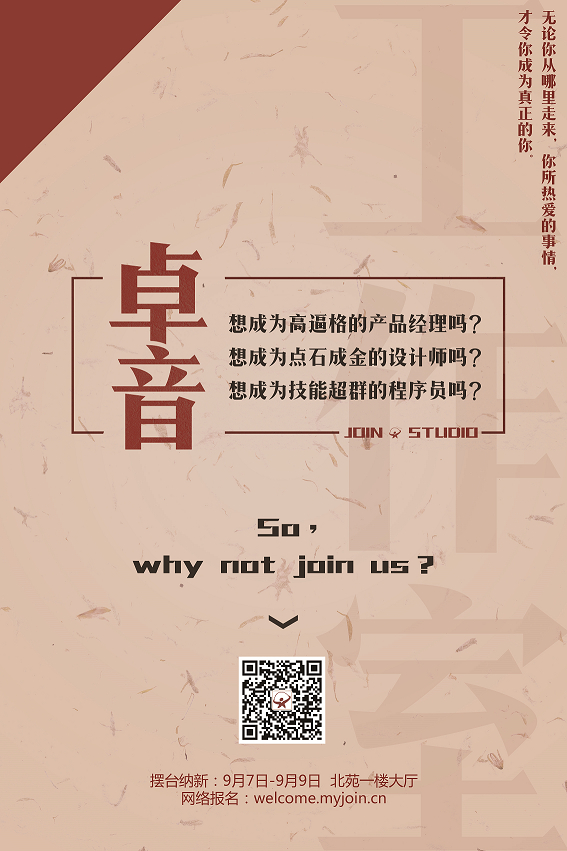 无论你从哪里走来，你所热爱的事情，
才令你成为真正的你。
工作室
卓音
想成为高逼格的产品经理吗？
想成为点石成金的设计师吗？
想成为技能超群的程序员吗？
JOIN STUDIO
So，
why not join us？
摆台纳新：9月7日-9月9日 北苑一楼大厅
网络报名：welcome.myjoin.cn